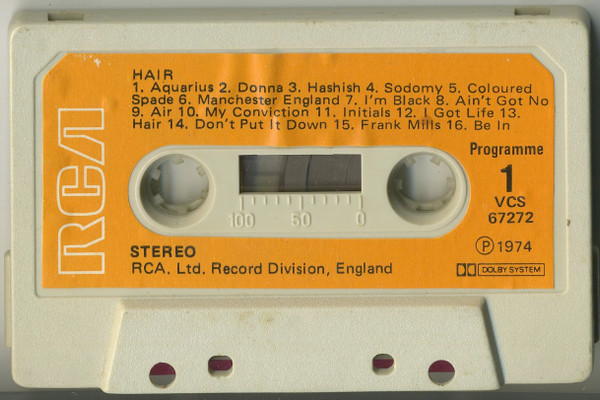 HAIR
1. Aquarius 2. Donna 3. Hashish 4. Sodomy 5. Coloured
Spade 6. Manchester England 7. I'm Black 8. Ain't Got No
9. Air 10. My Conviction 11. Initials 12. I Got Life 13.
Hair 14. Don't Put It Down 15. Frank Mills 16. Be In
RCA
Programme
1
VCS
67272
100 50 0
STEREO
RCA. Ltd. Record Division, England
℗ 1974
DOLBY SYSTEM